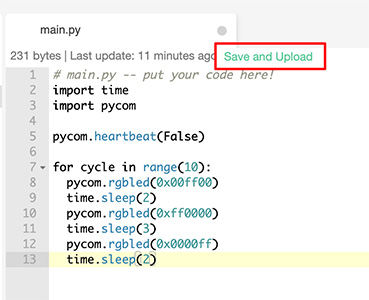 main.py
231 bytes | Last update: 11 minutes ago Save and Upload
1 # main.py -- put your code here!
2 import time
3 import pycom
4
5 pycom.heartbeat(False)
6
7 for cycle in range(10):
8 pycom.rgbled(0x00ff00)
9 time.sleep(2)
10 pycom.rgbled(0xff0000)
11 time.sleep(3)
12 pycom.rgbled(0x0000ff)
13 time.sleep(2)